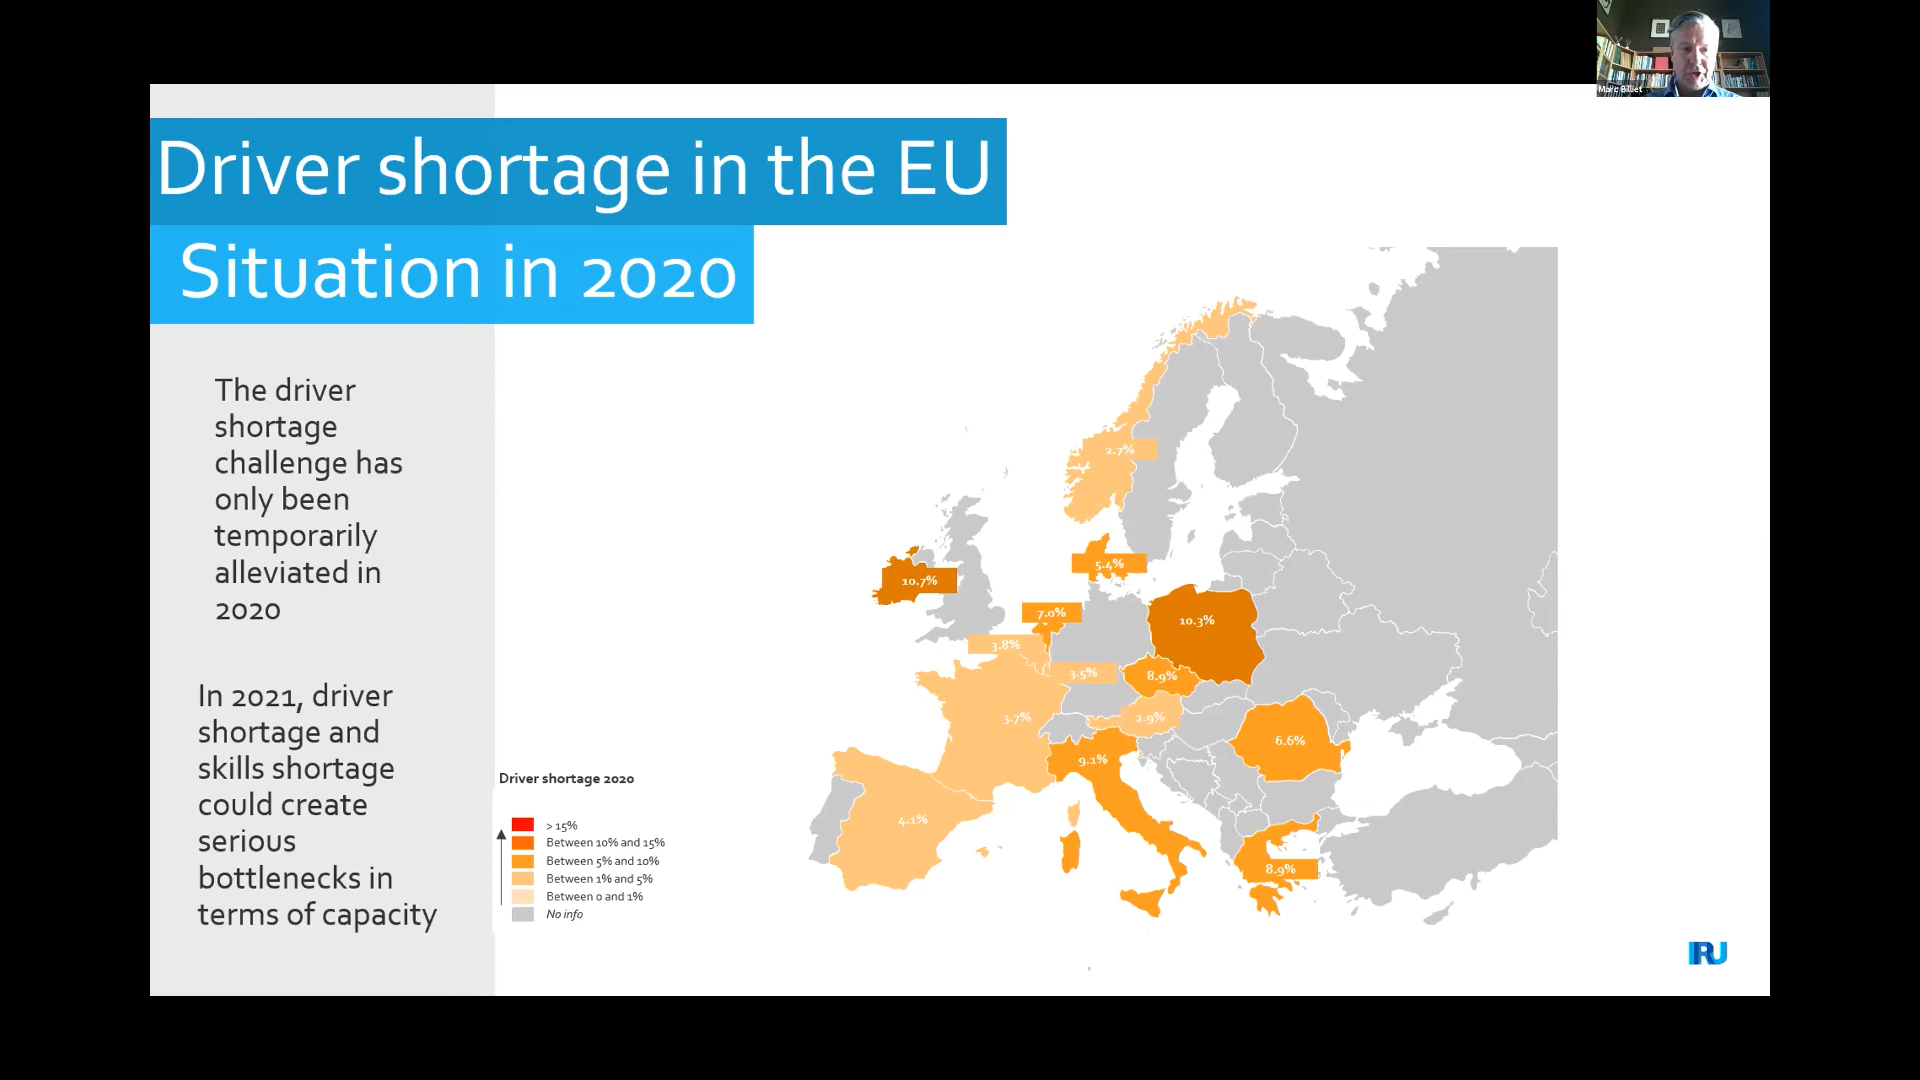 Marc Billet
Driver shortage in the EU
Situation in 2020
The driver
shortage
challenge has
only been
temporarily
alleviated in
2020
In 2021, driver
shortage and
skills shortage
could create
serious
bottlenecks in
terms of capacity
Driver shortage 2020
> 15%
Between 10% and 15%
Between 5% and 10%
Between 1% and 5%
Between 0 and 1%
No info
2.7%
5.4%
10.7%
7.0%
10.3%
3.8%
3.5%
8.9%
3.7%
2.9%
6.6%
9.1%
4.1%
8.9%
IRU